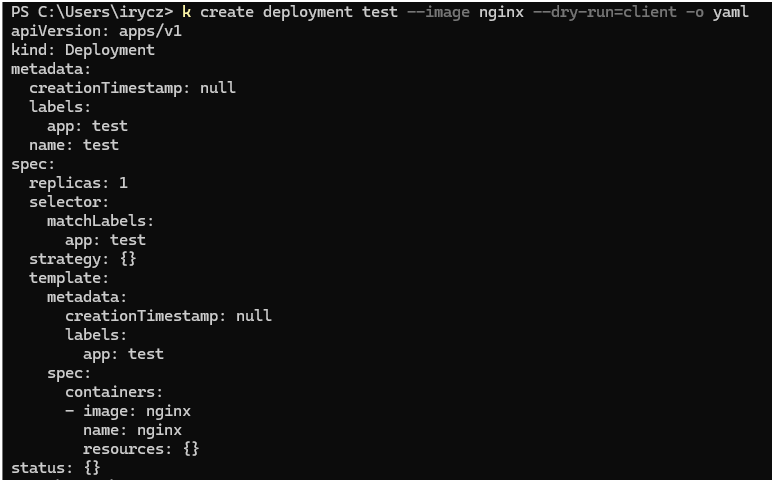 PS C:\Users\irycz> k create deployment test --image nginx --dry-run=client -o yaml
apiVersion: apps/v1
kind: Deployment
metadata:
  creationTimestamp: null
  labels:
    app: test
  name: test
spec:
  replicas: 1
  selector:
    matchLabels:
      app: test
  strategy: {}
  template:
    metadata:
      creationTimestamp: null
      labels:
        app: test
    spec:
      containers:
      - image: nginx
        name: nginx
        resources: {}
status: {}